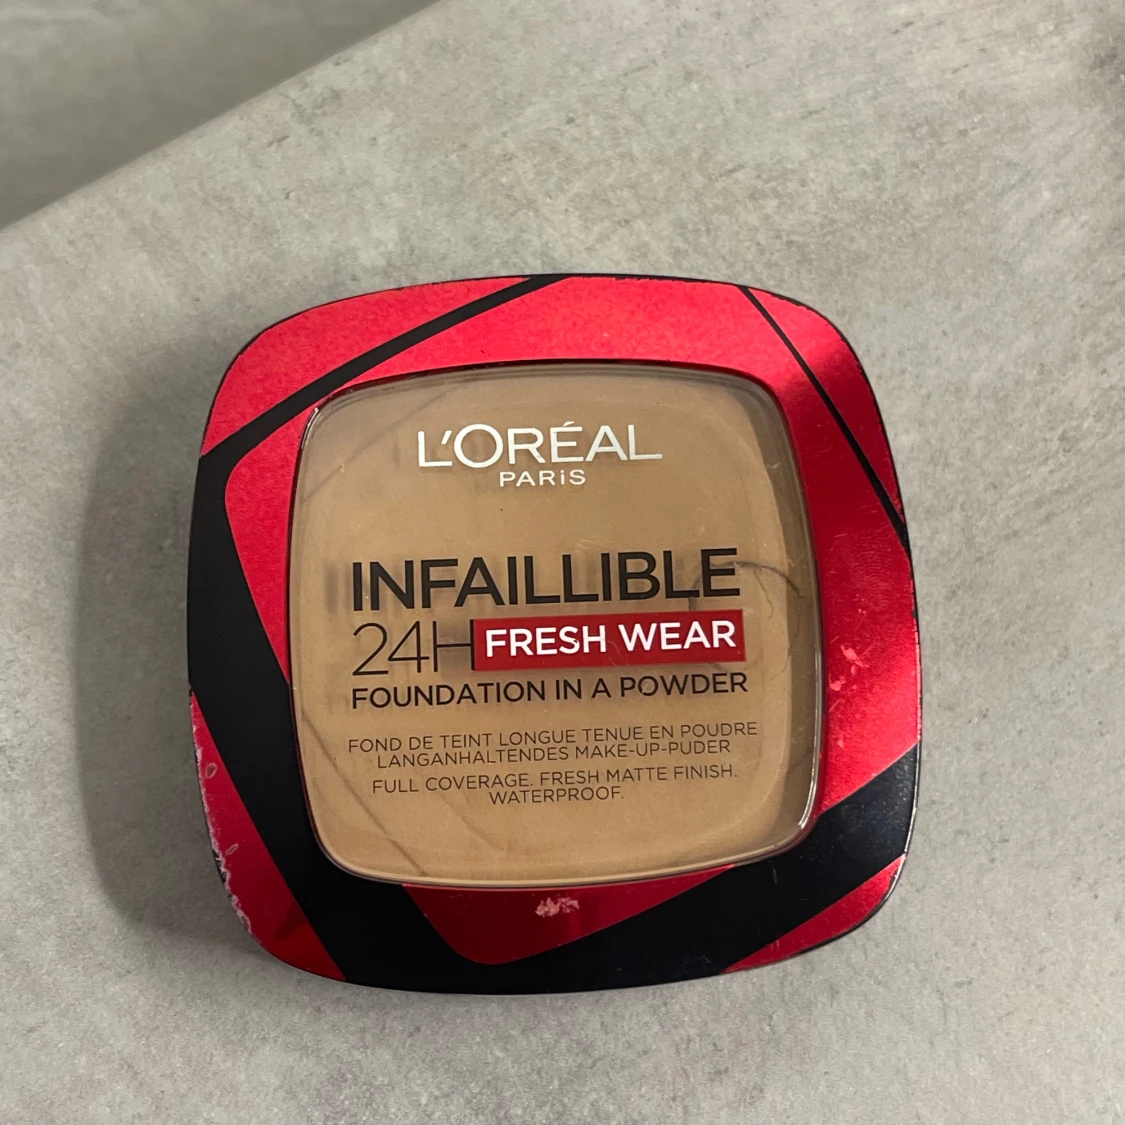 L'ORÉAL
PARiS
INFAILLIBLE
24H FRESH WEAR
FOUNDATION IN A POWDER
FOND DE TEINT LONGUE TENUE EN POUDRE
LANGANHALTENDES MAKE-UP-PUDER
FULL COVERAGE. FRESH MATTE FINISH.
WATERPROOF.